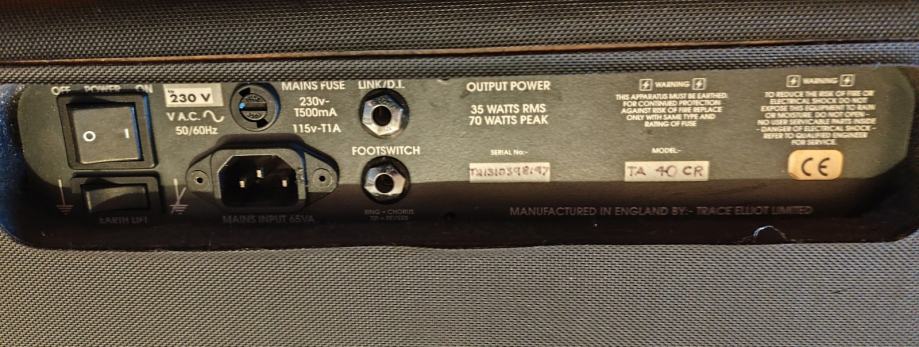 OFF POWER ON
230 V
V A.C.
50/60Hz
O I
EARTH LIFT
MAINS FUSE
230v-
T500mA
115v-T1A
MAINS INPUT 65VA
LINK/D.I.
FOOTSWITCH
RING - CHORUS
TIP - REVERB
OUTPUT POWER
35 WATTS RMS
70 WATTS PEAK
SERIAL No:-
WARNING
THIS APPARATUS MUST BE EARTHED.
FOR CONTINUED PROTECTION
AGAINST RISK OF FIRE REPLACE
ONLY WITH SAME TYPE AND
RATING OF FUSE
MODEL:-
TA 40 CR
WARNING
TO REDUCE THE RISK OF FIRE OR
ELECTRICAL SHOCK DO NOT
EXPOSE THIS EQUIPMENT TO RAIN
OR MOISTURE. DO NOT OPEN -
NO USER SERVICABLE PARTS INSIDE
- DANGER OF ELECTRICAL SHOCK -
REFER TO QUALIFIED ENGINEER
FOR SERVICE.
CE
MANUFACTURED IN ENGLAND BY:- TRACE ELLIOT LIMITED